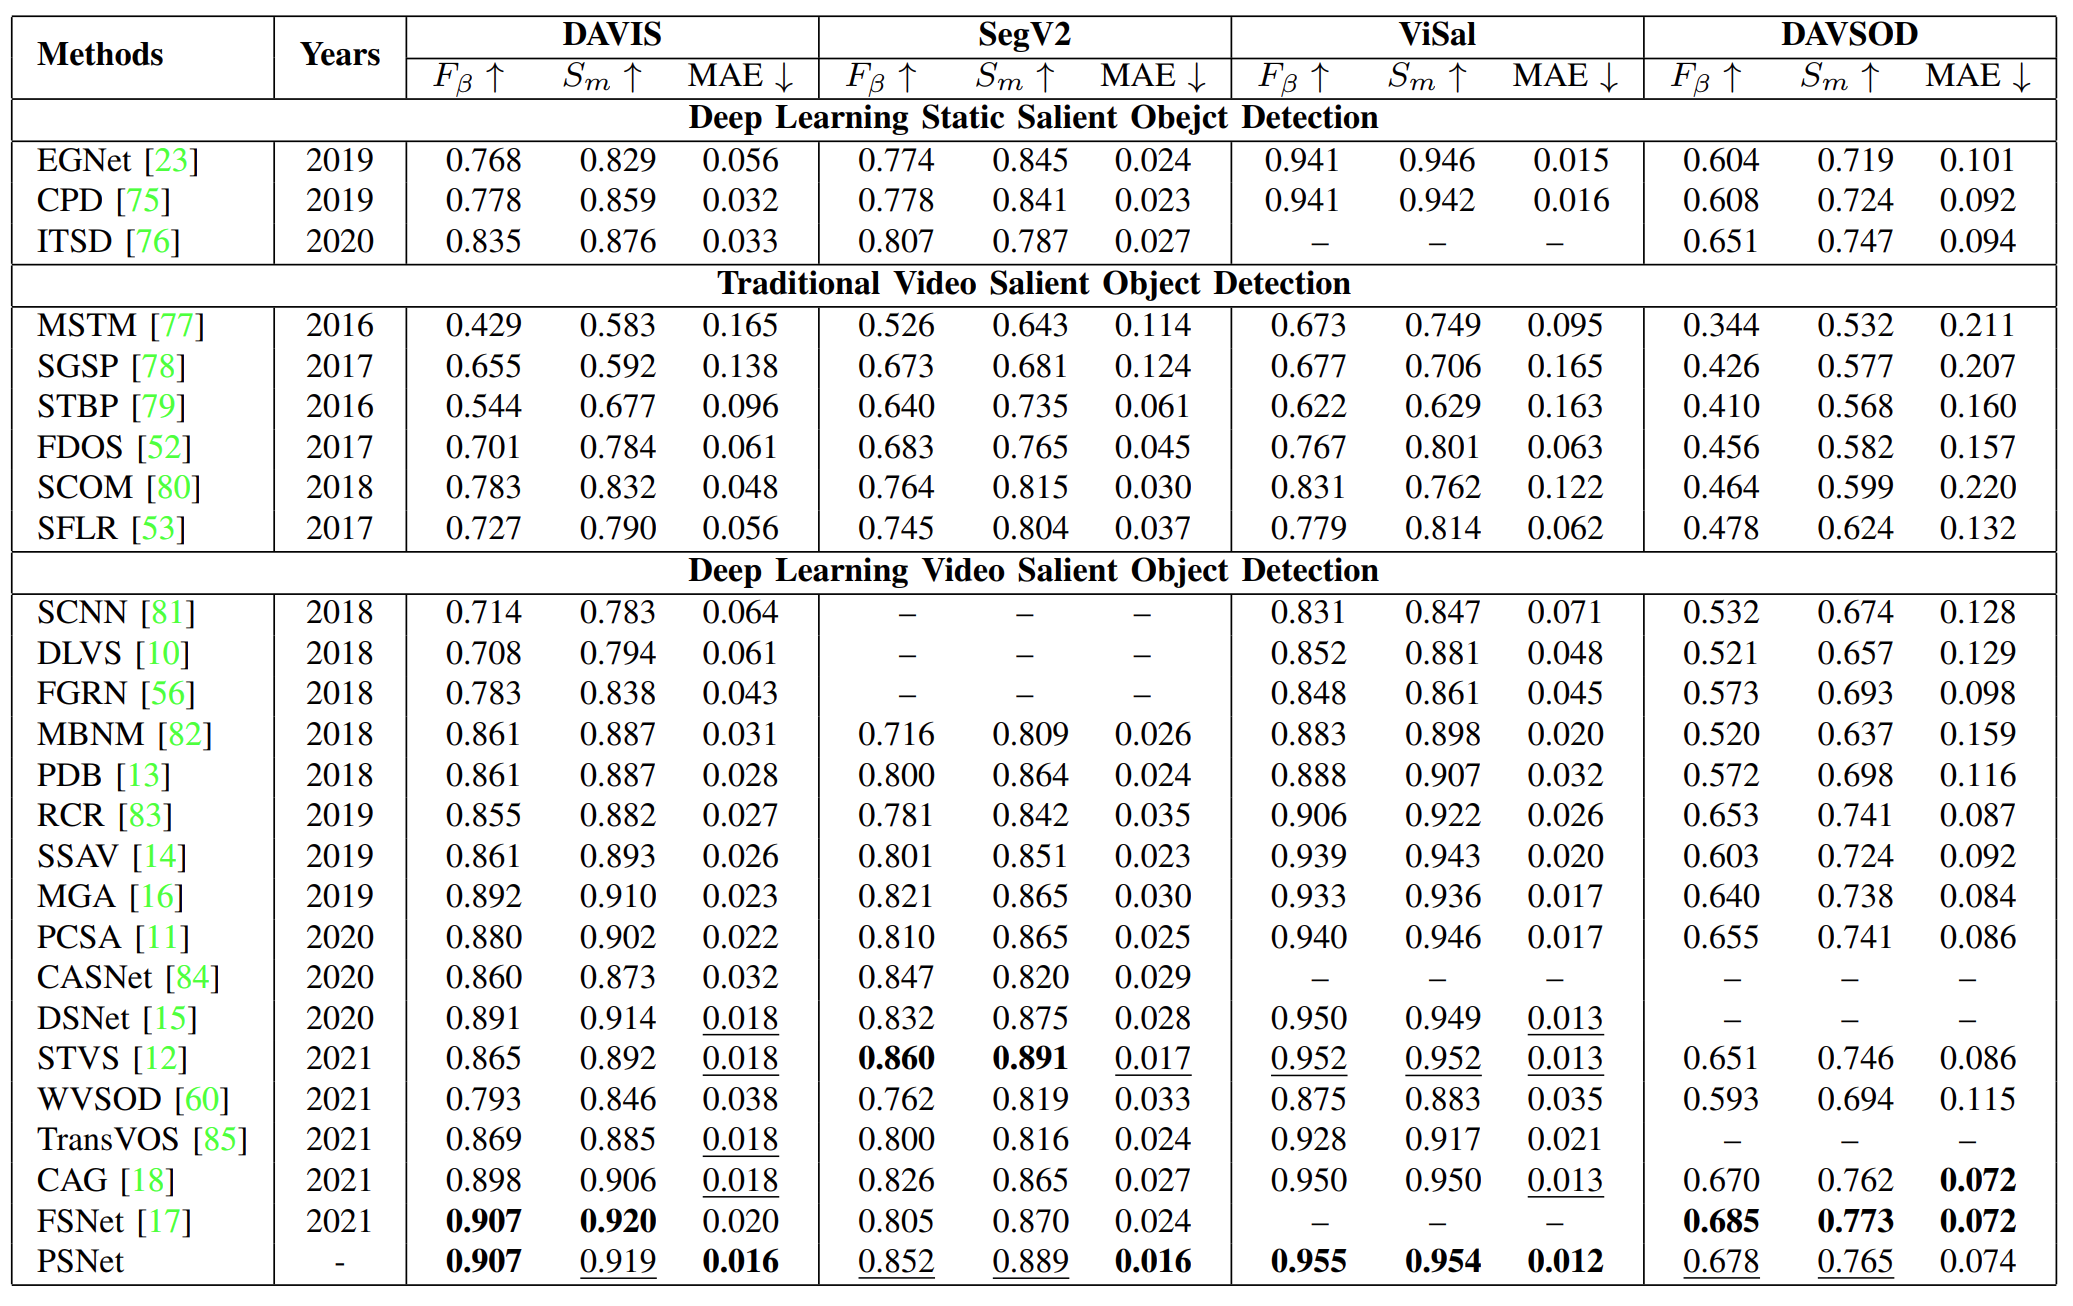 Methods Years DAVIS SegV2 ViSal DAVSOD
Fβ ↑ Sm ↑ MAE ↓ Fβ ↑ Sm ↑ MAE ↓ Fβ ↑ Sm ↑ MAE ↓ Fβ ↑ Sm ↑ MAE ↓
Deep Learning Static Salient Obejct Detection
EGNet [23] 2019 0.768 0.829 0.056 0.774 0.845 0.024 0.941 0.946 0.015 0.604 0.719 0.101
CPD [75] 2019 0.778 0.859 0.032 0.778 0.841 0.023 0.941 0.942 0.016 0.608 0.724 0.092
ITSD [76] 2020 0.835 0.876 0.033 0.807 0.787 0.027 – – – 0.651 0.747 0.094
Traditional Video Salient Object Detection
MSTM [77] 2016 0.429 0.583 0.165 0.526 0.643 0.114 0.673 0.749 0.095 0.344 0.532 0.211
SGSP [78] 2017 0.655 0.592 0.138 0.673 0.681 0.124 0.677 0.706 0.165 0.426 0.577 0.207
STBP [79] 2016 0.544 0.677 0.096 0.640 0.735 0.061 0.622 0.629 0.163 0.410 0.568 0.160
FDOS [52] 2017 0.701 0.784 0.061 0.683 0.765 0.045 0.767 0.801 0.063 0.456 0.582 0.157
SCOM [80] 2018 0.783 0.832 0.048 0.764 0.815 0.030 0.831 0.762 0.122 0.464 0.599 0.220
SFLR [53] 2017 0.727 0.790 0.056 0.745 0.804 0.037 0.779 0.814 0.062 0.478 0.624 0.132
Deep Learning Video Salient Object Detection
SCNN [81] 2018 0.714 0.783 0.064 – – – 0.831 0.847 0.071 0.532 0.674 0.128
DLVS [10] 2018 0.708 0.794 0.061 – – – 0.852 0.881 0.048 0.521 0.657 0.129
FGRN [56] 2018 0.783 0.838 0.043 – – – 0.848 0.861 0.045 0.573 0.693 0.098
MBNM [82] 2018 0.861 0.887 0.031 0.716 0.809 0.026 0.883 0.898 0.020 0.520 0.637 0.159
PDB [13] 2018 0.861 0.887 0.028 0.800 0.864 0.024 0.888 0.907 0.032 0.572 0.698 0.116
RCR [83] 2019 0.855 0.882 0.027 0.781 0.842 0.035 0.906 0.922 0.026 0.653 0.741 0.087
SSAV [14] 2019 0.861 0.893 0.026 0.801 0.851 0.023 0.939 0.943 0.020 0.603 0.724 0.092
MGA [16] 2019 0.892 0.910 0.023 0.821 0.865 0.030 0.933 0.936 0.017 0.640 0.738 0.084
PCSA [11] 2020 0.880 0.902 0.022 0.810 0.865 0.025 0.940 0.946 0.017 0.655 0.741 0.086
CASNet [84] 2020 0.860 0.873 0.032 0.847 0.820 0.029 – – – – – –
DSNet [15] 2020 0.891 0.914 0.018 0.832 0.875 0.028 0.950 0.949 0.013 – – –
STVS [12] 2021 0.865 0.892 0.018 0.860 0.891 0.017 0.952 0.952 0.013 0.651 0.746 0.086
WVSOD [60] 2021 0.793 0.846 0.038 0.762 0.819 0.033 0.875 0.883 0.035 0.593 0.694 0.115
TransVOS [85] 2021 0.869 0.885 0.018 0.800 0.816 0.024 0.928 0.917 0.021 – – –
CAG [18] 2021 0.898 0.906 0.018 0.826 0.865 0.027 0.950 0.950 0.013 0.670 0.762 0.072
FSNet [17] 2021 0.907 0.920 0.020 0.805 0.870 0.024 – – – 0.685 0.773 0.072
PSNet - 0.907 0.919 0.016 0.852 0.889 0.016 0.955 0.954 0.012 0.678 0.765 0.074